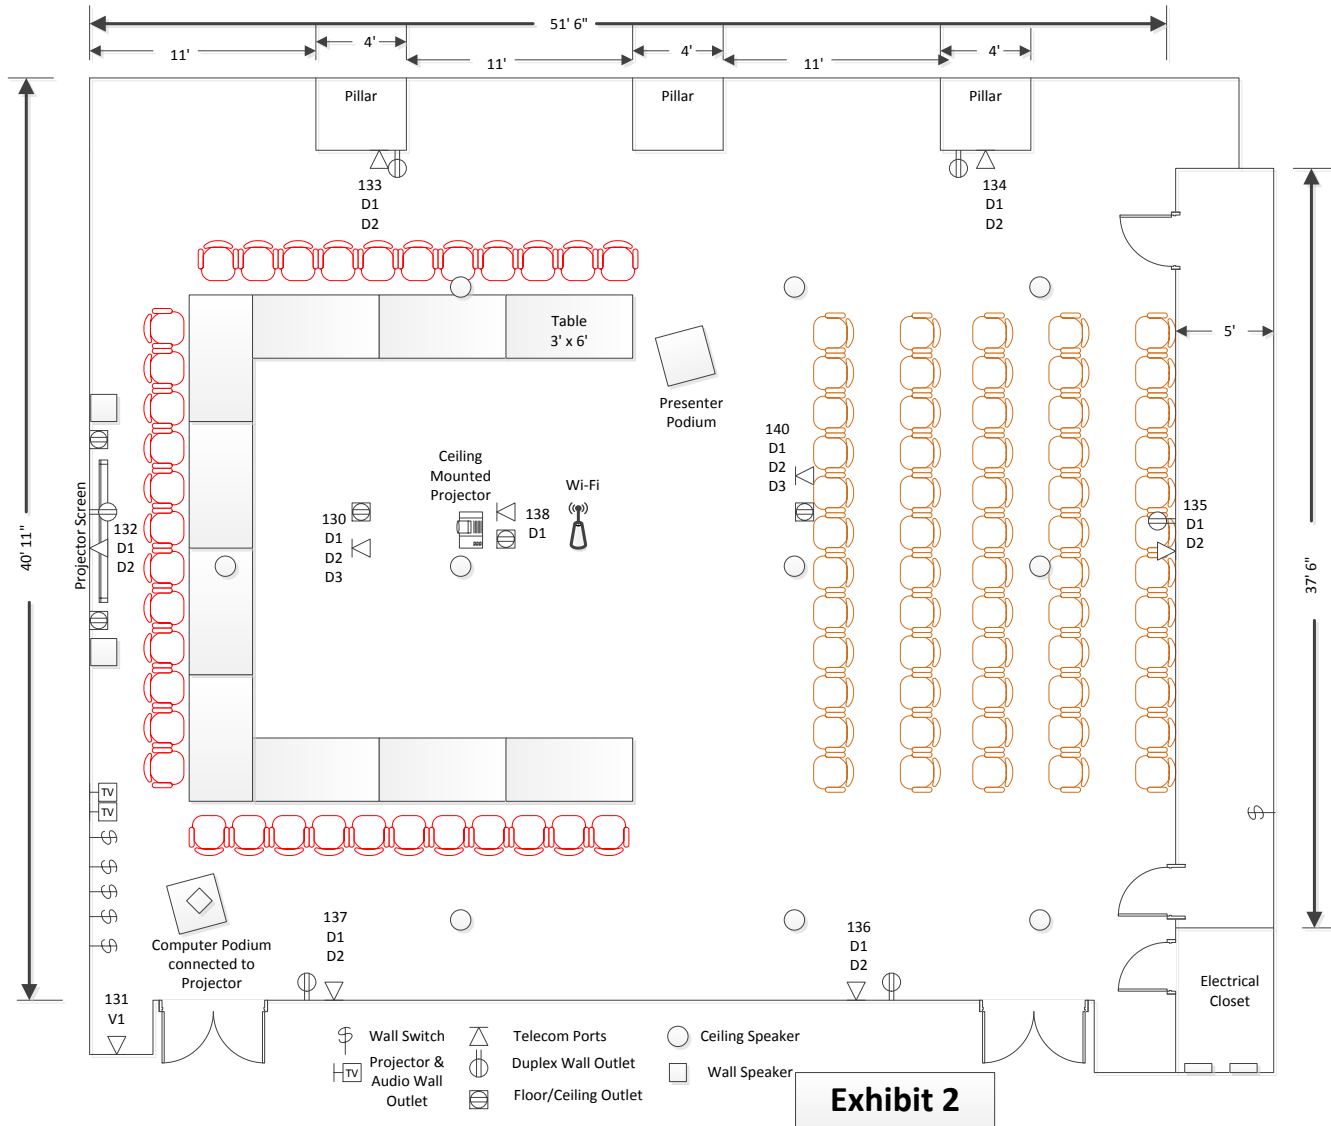 51' 6"
11'
4'
11'
4'
11'
4'
Pillar
Pillar
Pillar
133
D1
D2
134
D1
D2
40' 11"
37' 6"
5'
Table
3' x 6'
Presenter
Podium
Ceiling
Mounted
Projector
Wi-Fi
140
D1
D2
D3
130
D1
D2
D3
138
D1
135
D1
D2
Projector Screen
132
D1
D2
TV
TV
Computer Podium
connected to
Projector
137
D1
D2
136
D1
D2
131
V1
Electrical
Closet
Wall Switch
TV
Projector &
Audio Wall
Outlet
Telecom Ports
Duplex Wall Outlet
Floor/Ceiling Outlet
Ceiling Speaker
Wall Speaker
Exhibit 2